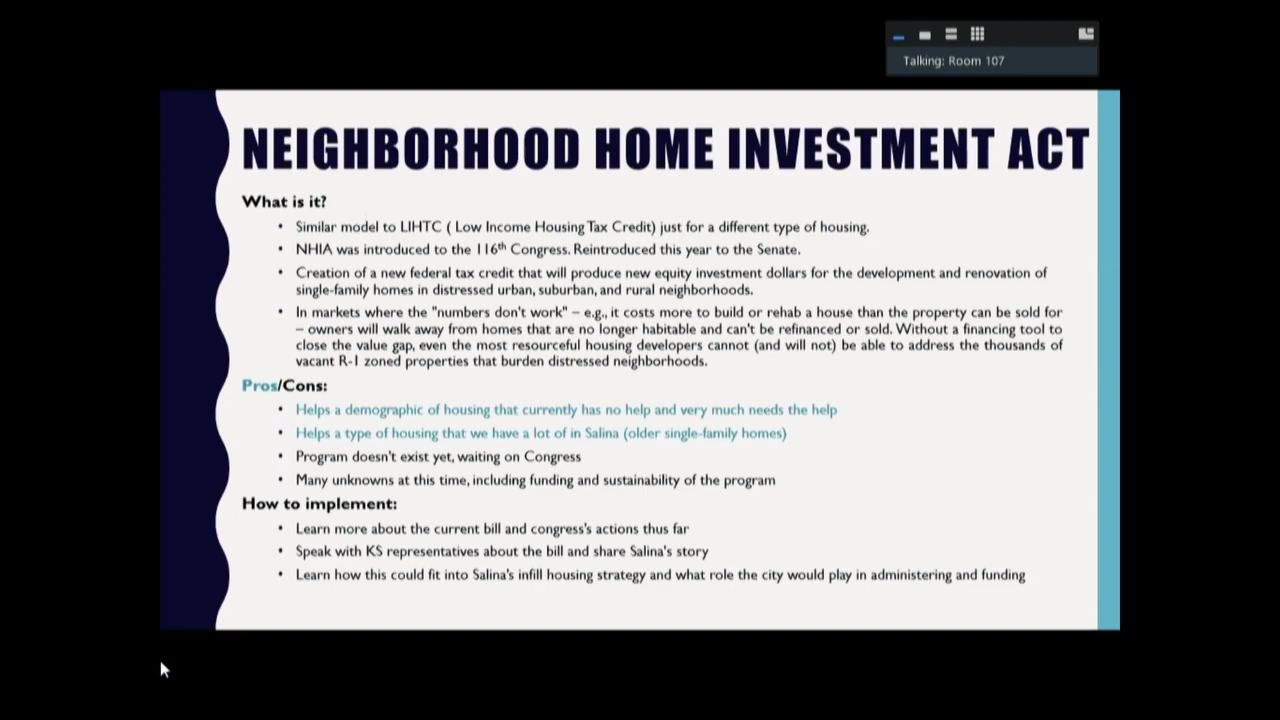 Talking: Room 107
NEIGHBORHOOD HOME INVESTMENT ACT
What is it?
• Similar model to LIHTC ( Low Income Housing Tax Credit) just for a different type of housing.
• NHIA was introduced to the 116th Congress. Reintroduced this year to the Senate.
• Creation of a new federal tax credit that will produce new equity investment dollars for the development and renovation of
single-family homes in distressed urban, suburban, and rural neighborhoods.
• In markets where the "numbers don't work" – e.g., it costs more to build or rehab a house than the property can be sold for
– owners will walk away from homes that are no longer habitable and can't be refinanced or sold. Without a financing tool to
close the value gap, even the most resourceful housing developers cannot (and will not) be able to address the thousands of
vacant R-1 zoned properties that burden distressed neighborhoods.
Pros/Cons:
• Helps a demographic of housing that currently has no help and very much needs the help
• Helps a type of housing that we have a lot of in Salina (older single-family homes)
• Program doesn't exist yet, waiting on Congress
• Many unknowns at this time, including funding and sustainability of the program
How to implement:
• Learn more about the current bill and congress's actions thus far
• Speak with KS representatives about the bill and share Salina's story
• Learn how this could fit into Salina's infill housing strategy and what role the city would play in administering and funding